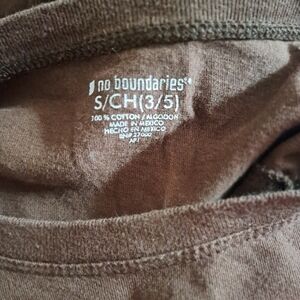 no boundaries
S/CH(3/5)
100 % COTTON / ALGODON
MADE IN MEXICO
HECHO EN MEXICO